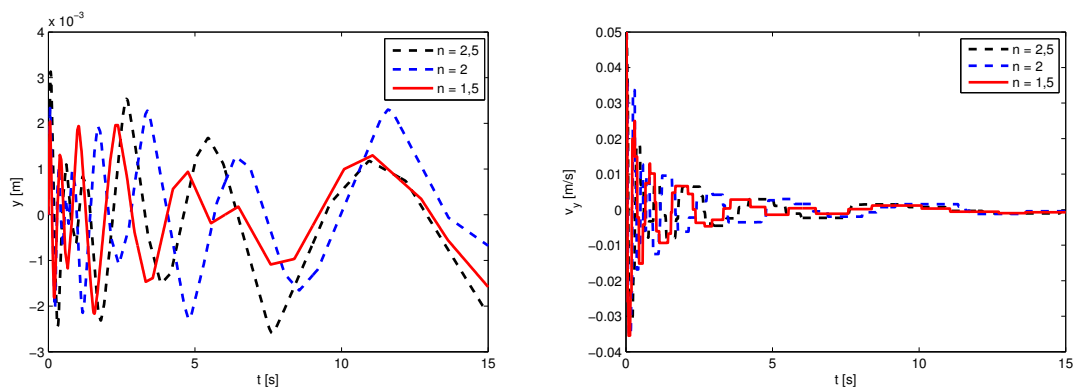 x 10⁻³
4
3
2
1
0
−1
−2
−3
0 5 10 15
y [m]
t [s]
n = 2,5
n = 2
n = 1,5
0.05
0.04
0.03
0.02
0.01
0
−0.01
−0.02
−0.03
−0.04
0 5 10 15
v_y [m/s]
t [s]
n = 2,5
n = 2
n = 1,5